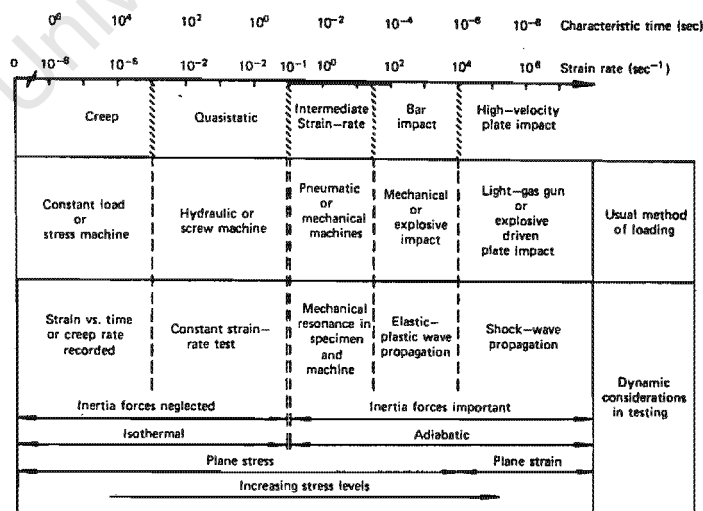 Univ
10⁴ 10² 10⁰ 10⁻² 10⁻⁴ 10⁻⁶ 10⁻⁸ Characteristic time (sec)
0 10⁻⁸ 10⁻⁶ 10⁻² 10⁻² 10⁻¹ 10⁰ 10² 10⁴ 10⁶ Strain rate (sec⁻¹)
Creep
Quasistatic
Intermediate
Strain–rate
Bar
impact
High–velocity
plate impact
Constant load
or
stress machine
Hydraulic or
screw machine
Pneumatic
or
mechanical
machines
Mechanical
or
explosive
impact
Light–gas gun
or
explosive
driven
plate impact
Usual method
of loading
Strain vs. time
or creep rate
recorded
Constant strain–
rate test
Mechanical
resonance in
specimen
and
machine
Elastic–
plastic wave
propagation
Shock–wave
propagation
Dynamic
considerations
in testing
Inertia forces neglected
Inertia forces important
Isothermal
Adiabatic
Plane stress
Plane strain
Increasing stress levels